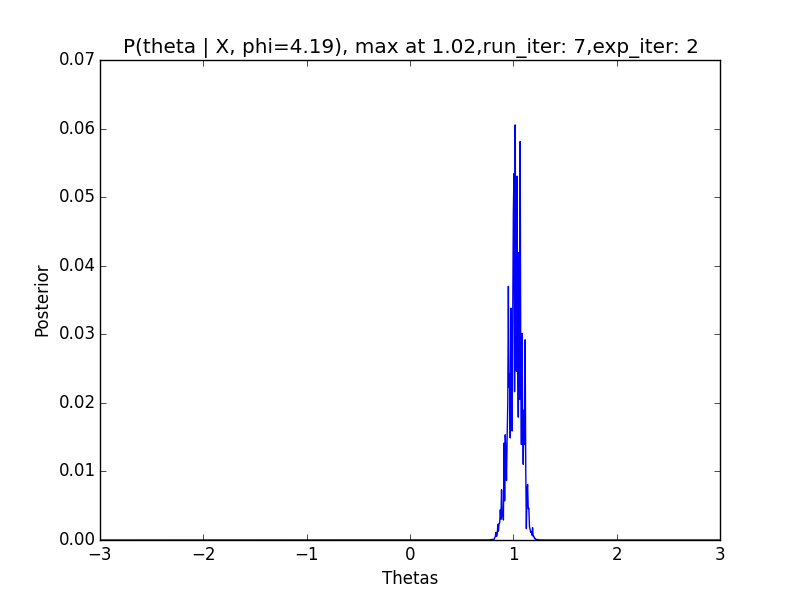 P(theta | X, phi=4.19), max at 1.02,run_iter: 7,exp_iter: 2
0.07
0.06
0.05
0.04
0.03
0.02
0.01
0.00
Posterior
−3 −2 −1 0 1 2 3
Thetas